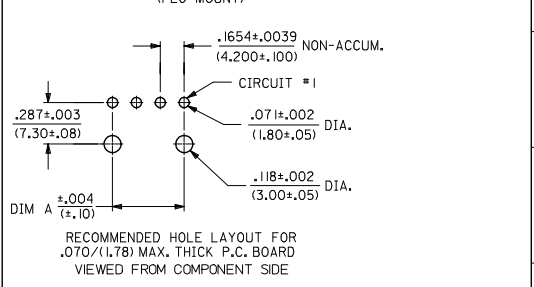 (PEG MOUNT)
.1654±.0039
(4.200±.100)
NON-ACCUM.
CIRCUIT #1
.287±.003
(7.30±.08)
.071±.002
(1.80±.05)
DIA.
.118±.002
(3.00±.05)
DIA.
DIM A
±.004
(±.10)
RECOMMENDED HOLE LAYOUT FOR
.070/(1.78) MAX. THICK P.C. BOARD
VIEWED FROM COMPONENT SIDE